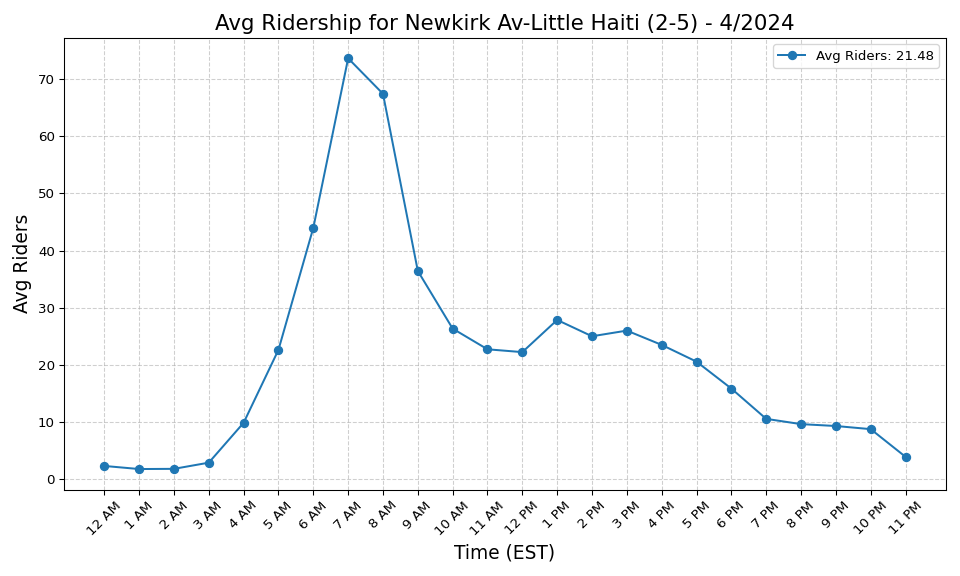 Avg Ridership for Newkirk Av-Little Haiti (2-5) - 4/2024
Avg Riders: 21.48
Avg Riders
70
60
50
40
30
20
10
0
12 AM
1 AM
2 AM
3 AM
4 AM
5 AM
6 AM
7 AM
8 AM
9 AM
10 AM
11 AM
12 PM
1 PM
2 PM
3 PM
4 PM
5 PM
6 PM
7 PM
8 PM
9 PM
10 PM
11 PM
Time (EST)